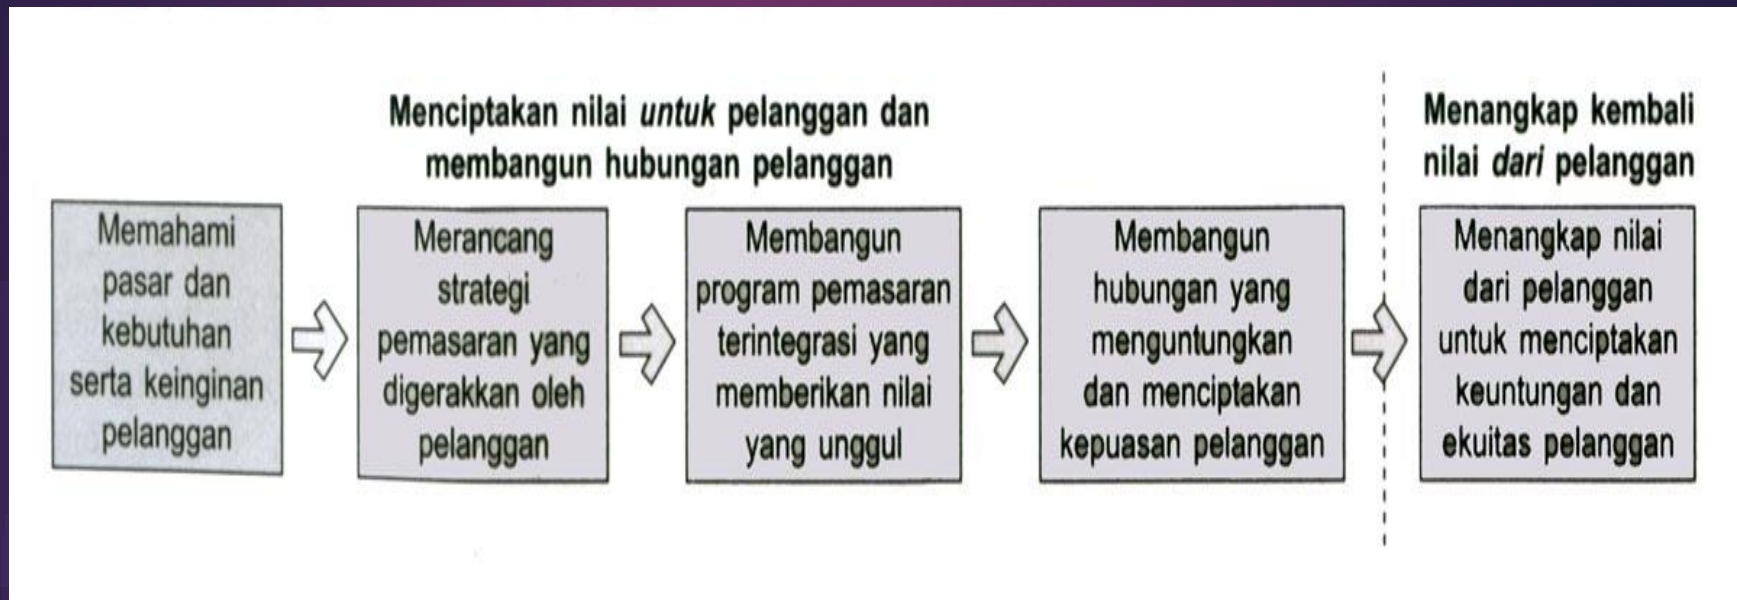 Menciptakan nilai untuk pelanggan dan
membangun hubungan pelanggan
Menangkap kembali
nilai dari pelanggan
Memahami
pasar dan
kebutuhan
serta keinginan
pelanggan
Merancang
strategi
pemasaran yang
digerakkan oleh
pelanggan
Membangun
program pemasaran
terintegrasi yang
memberikan nilai
yang unggul
Membangun
hubungan yang
menguntungkan
dan menciptakan
kepuasan pelanggan
Menangkap nilai
dari pelanggan
untuk menciptakan
keuntungan dan
ekuitas pelanggan